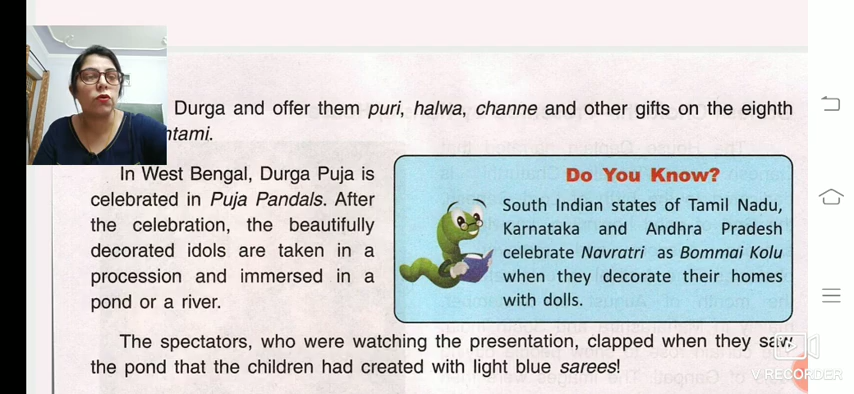 Durga and offer them puri, halwa, channe and other gifts on the eighth
In West Bengal, Durga Puja is
celebrated in Puja Pandals. After
the celebration, the beautifully
decorated idols are taken in a
procession and immersed in a
pond or a river.
Do You Know?
South Indian states of Tamil Nadu,
Karnataka and Andhra Pradesh
celebrate Navratri as Bommai Kolu
when they decorate their homes
with dolls.
The spectators, who were watching the presentation, clapped when they saw
the pond that the children had created with light blue sarees!
V RECORDER